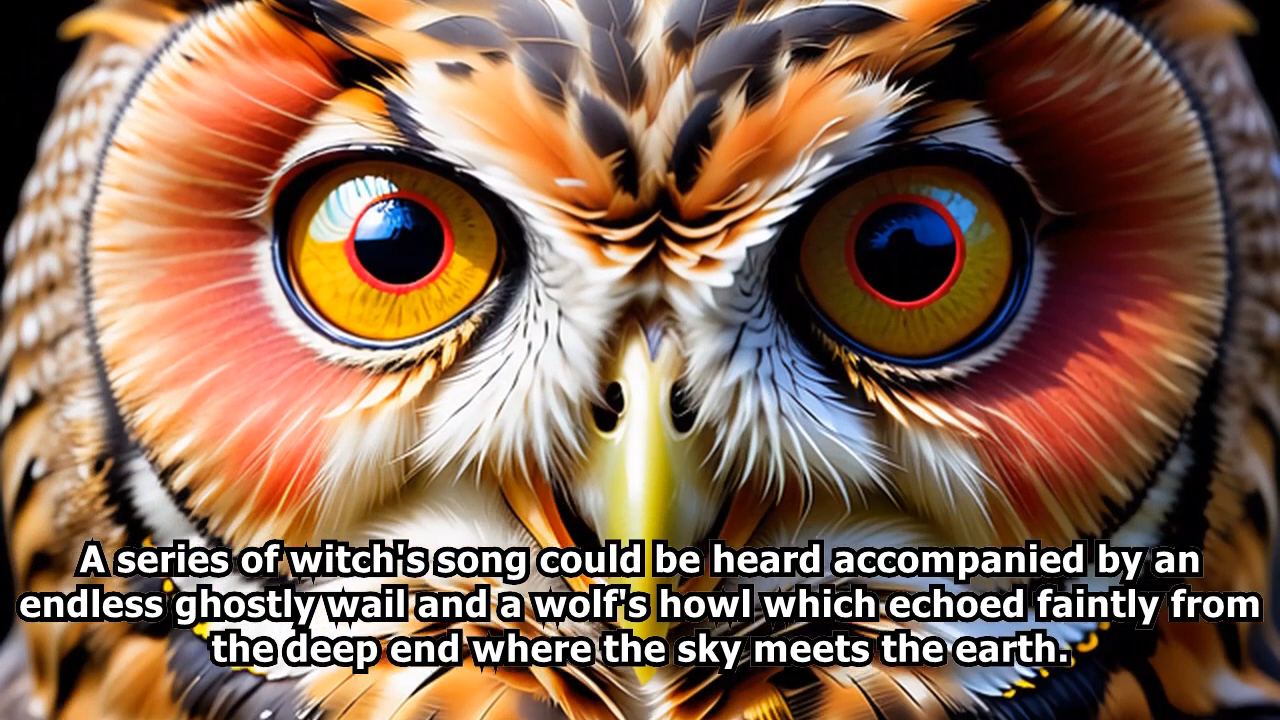 A series of witch's song could be heard accompanied by an
endless ghostly wail and a wolf's howl which echoed faintly from
the deep end where the sky meets the earth.